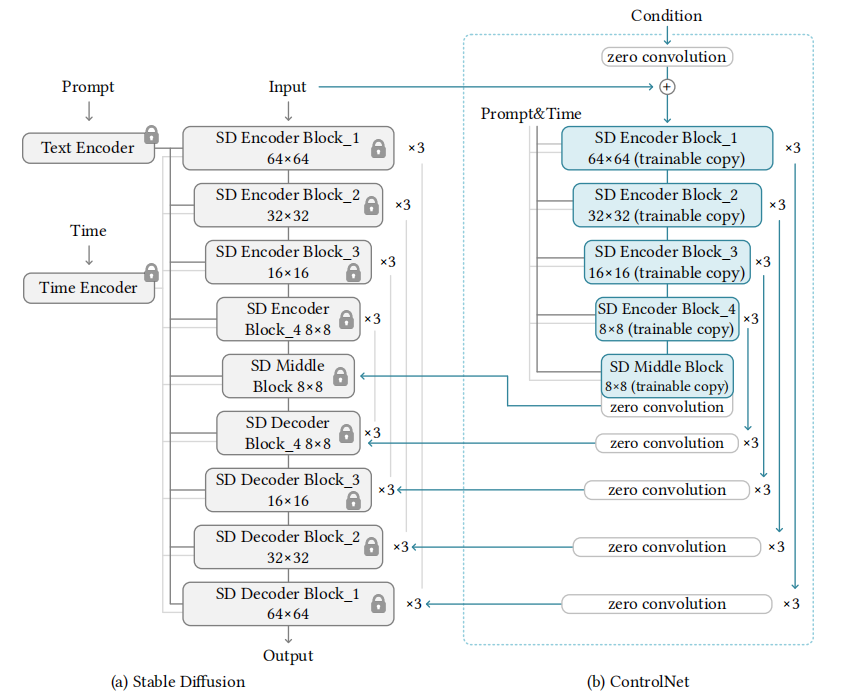 Condition
zero convolution
Prompt
Input
+
Prompt&Time
Text Encoder
SD Encoder Block_1
64×64
×3
SD Encoder Block_1
64×64 (trainable copy)
×3
SD Encoder Block_2
32×32
×3
SD Encoder Block_2
32×32 (trainable copy)
×3
Time
SD Encoder Block_3
16×16
×3
SD Encoder Block_3
16×16 (trainable copy)
×3
Time Encoder
SD Encoder
Block_4 8×8
×3
SD Encoder Block_4
8×8 (trainable copy)
×3
SD Middle
Block 8×8
SD Middle Block
8×8 (trainable copy)
zero convolution
SD Decoder
Block_4 8×8
×3
zero convolution
×3
SD Decoder Block_3
16×16
×3
zero convolution
×3
SD Decoder Block_2
32×32
×3
zero convolution
×3
SD Decoder Block_1
64×64
×3
zero convolution
×3
Output
(a) Stable Diffusion
(b) ControlNet